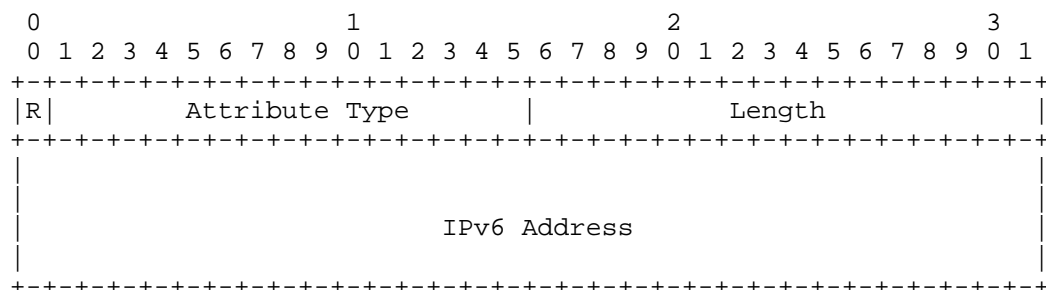 0                   1                   2                   3
 0 1 2 3 4 5 6 7 8 9 0 1 2 3 4 5 6 7 8 9 0 1 2 3 4 5 6 7 8 9 0 1
+-+-+-+-+-+-+-+-+-+-+-+-+-+-+-+-+-+-+-+-+-+-+-+-+-+-+-+-+-+-+-+-+
|R|         Attribute Type        |            Length             |
+-+-+-+-+-+-+-+-+-+-+-+-+-+-+-+-+-+-+-+-+-+-+-+-+-+-+-+-+-+-+-+-+
|                                                               |
|                                                               |
|                          IPv6 Address                         |
|                                                               |
+-+-+-+-+-+-+-+-+-+-+-+-+-+-+-+-+-+-+-+-+-+-+-+-+-+-+-+-+-+-+-+-+